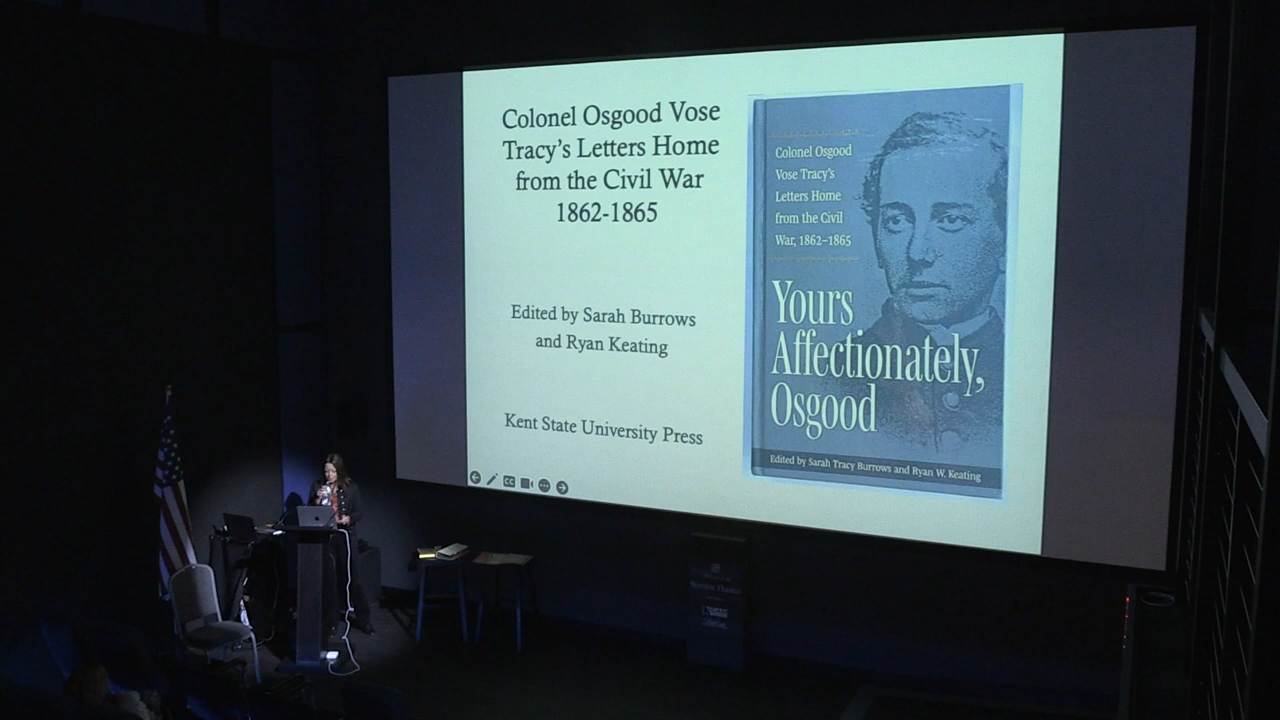 Colonel Osgood Vose
Tracy's Letters Home
from the Civil War
1862-1865
Edited by Sarah Burrows
and Ryan Keating
Kent State University Press
Colonel Osgood
Vose Tracy's
Letters Home
from the Civil
War, 1862–1865
Yours
Affectionately,
Osgood
Edited by Sarah Tracy Burrows and Ryan W. Keating
CC